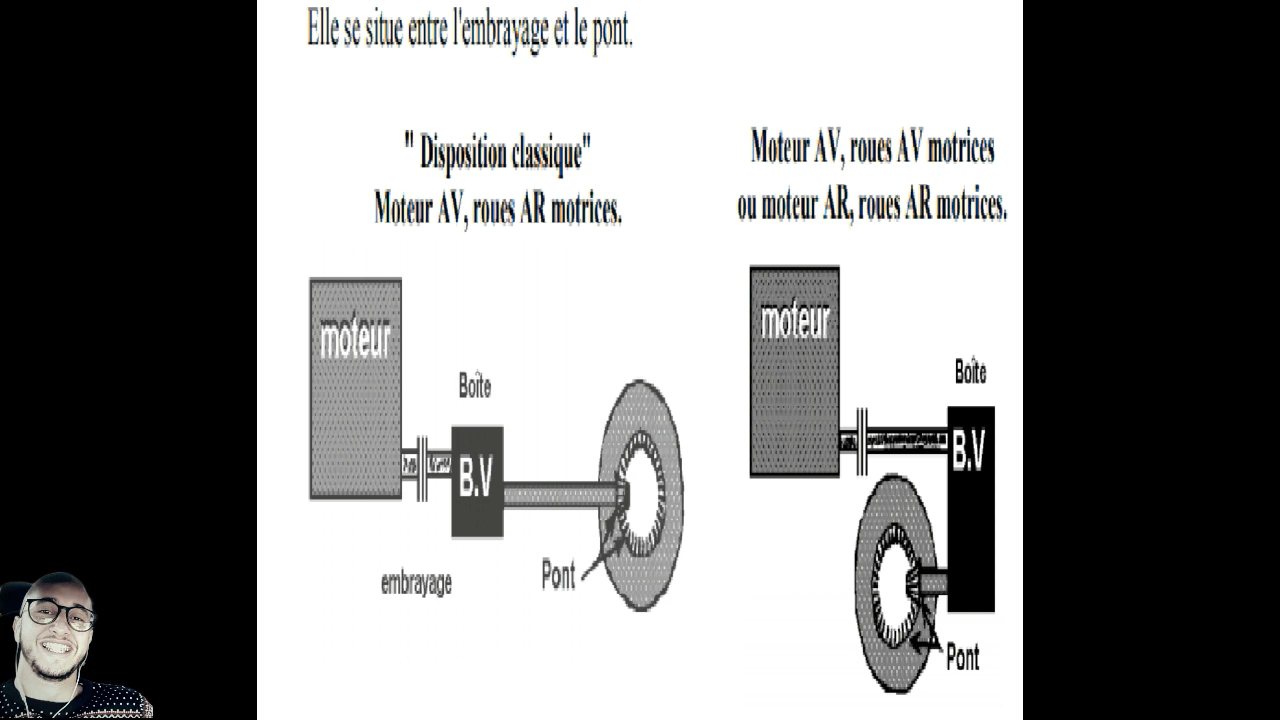 Elle se situe entre l'embrayage et le pont.
" Disposition classique"
Moteur AV, roues AR motrices.
moteur
Boîte
B.V
embrayage
Pont
Moteur AV, roues AV motrices
ou moteur AR, roues AR motrices.
moteur
Boîte
B.V
Pont